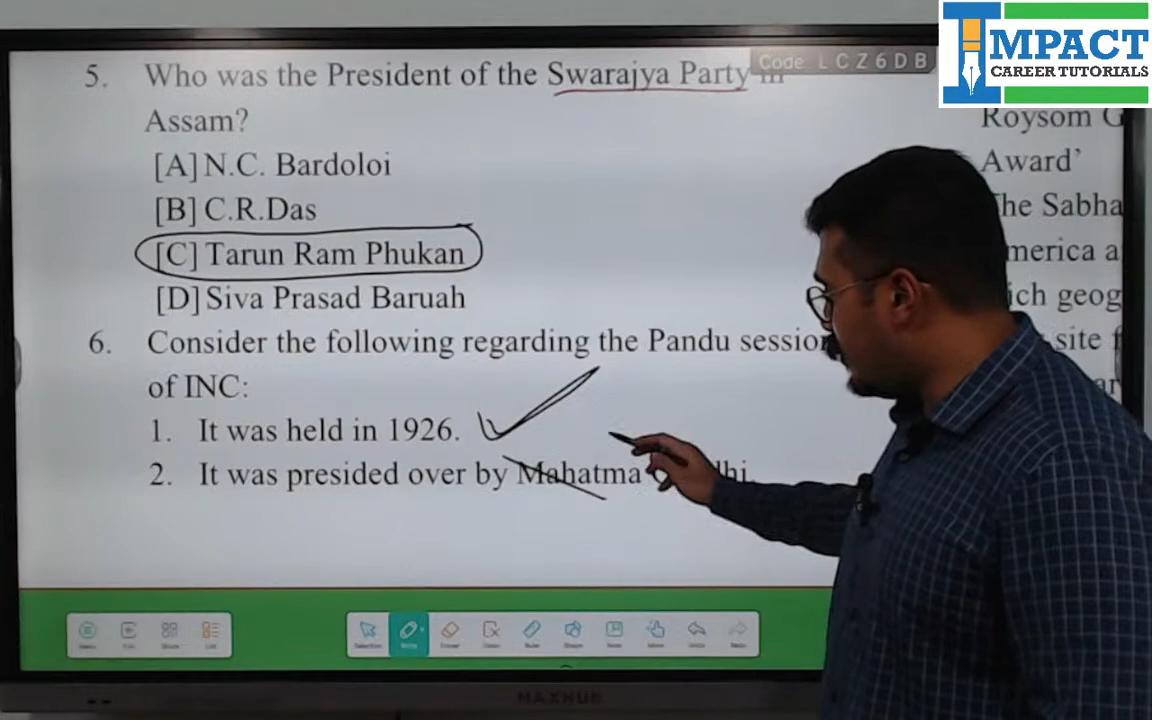 IMPACT
CAREER TUTORIALS
Code: LCZ6DB
5. Who was the President of the Swarajya Party in
Assam?
[A] N.C. Bardoloi
[B] C.R.Das
[C] Tarun Ram Phukan
[D] Siva Prasad Baruah
6. Consider the following regarding the Pandu session
of INC:
1. It was held in 1926.
2. It was presided over by Mahatma
Roysom G
Award’
The Sabha
merica a
ich geog
site
MAXHUB